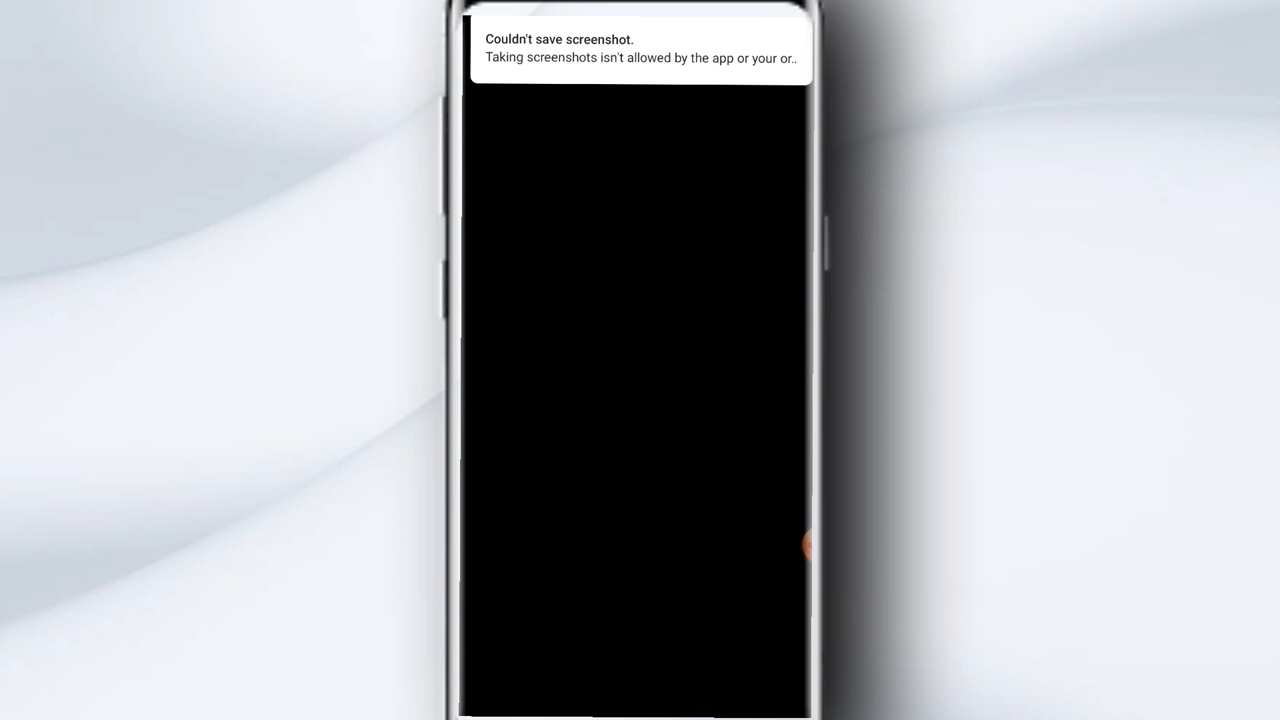 Couldn't save screenshot.
Taking screenshots isn't allowed by the app or your or..